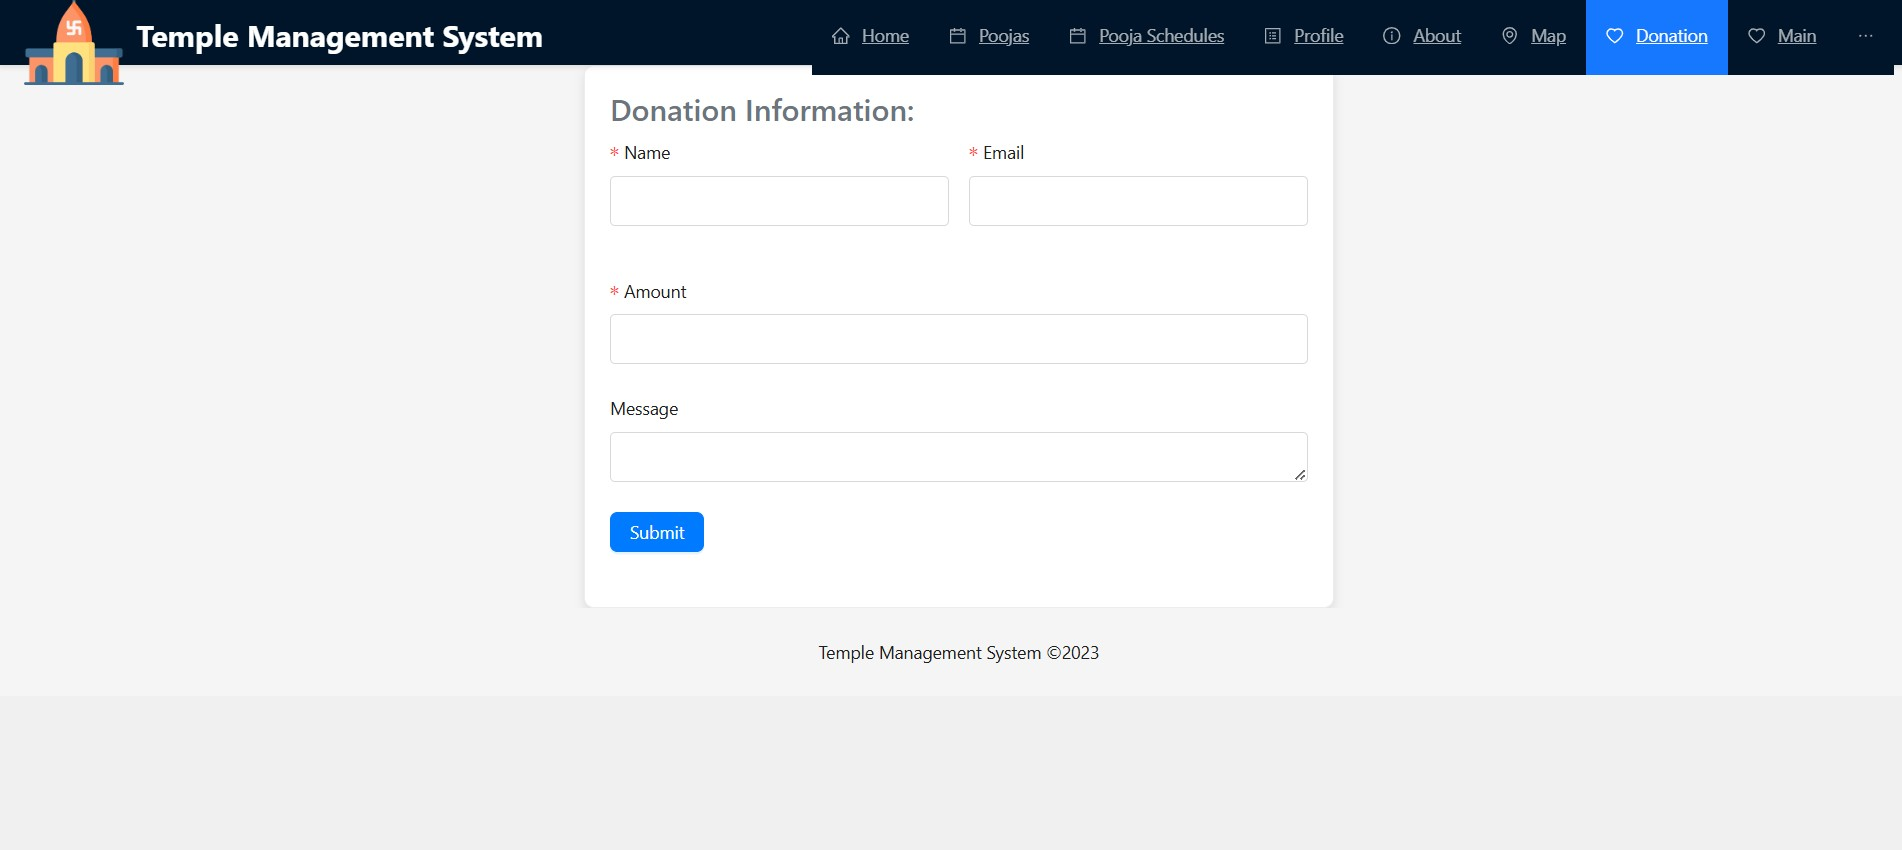 Temple Management System
Home Poojas Pooja Schedules Profile About Map Donation Main ...
Donation Information:
* Name * Email
* Amount
Message
Submit
Temple Management System ©2023